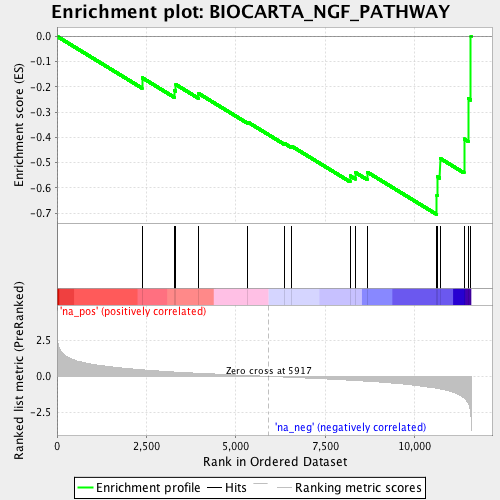 Enrichment plot: BIOCARTA_NGF_PATHWAY
Enrichment score (ES)
0.0
-0.1
-0.2
-0.3
-0.4
-0.5
-0.6
-0.7
'na_pos' (positively correlated)
Ranked list metric (PreRanked)
2.5
0.0
-2.5
Zero cross at 5917
'na_neg' (negatively correlated)
0
2,500
5,000
7,500
10,000
Rank in Ordered Dataset
Enrichment profile
Hits
Ranking metric scores